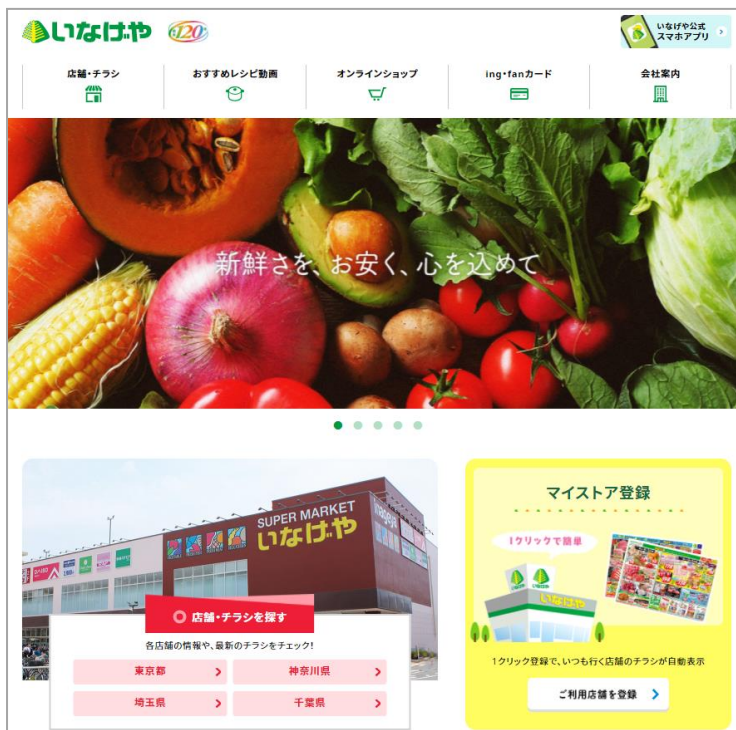 いなげや
120
いなげや公式
スマホアプリ
店舗・チラシ
おすすめレシピ動画
オンラインショップ
ing・fanカード
会社案内
新鮮さを、お安く、心を込めて
SUPER MARKET
いなげや
inageya
店舗・チラシを探す
各店舗の情報や、最新のチラシをチェック!
東京都
神奈川県
埼玉県
千葉県
マイストア登録
1クリックで簡単
いなげや
1クリック登録で、いつも行く店舗のチラシが自動表示
ご利用店舗を登録